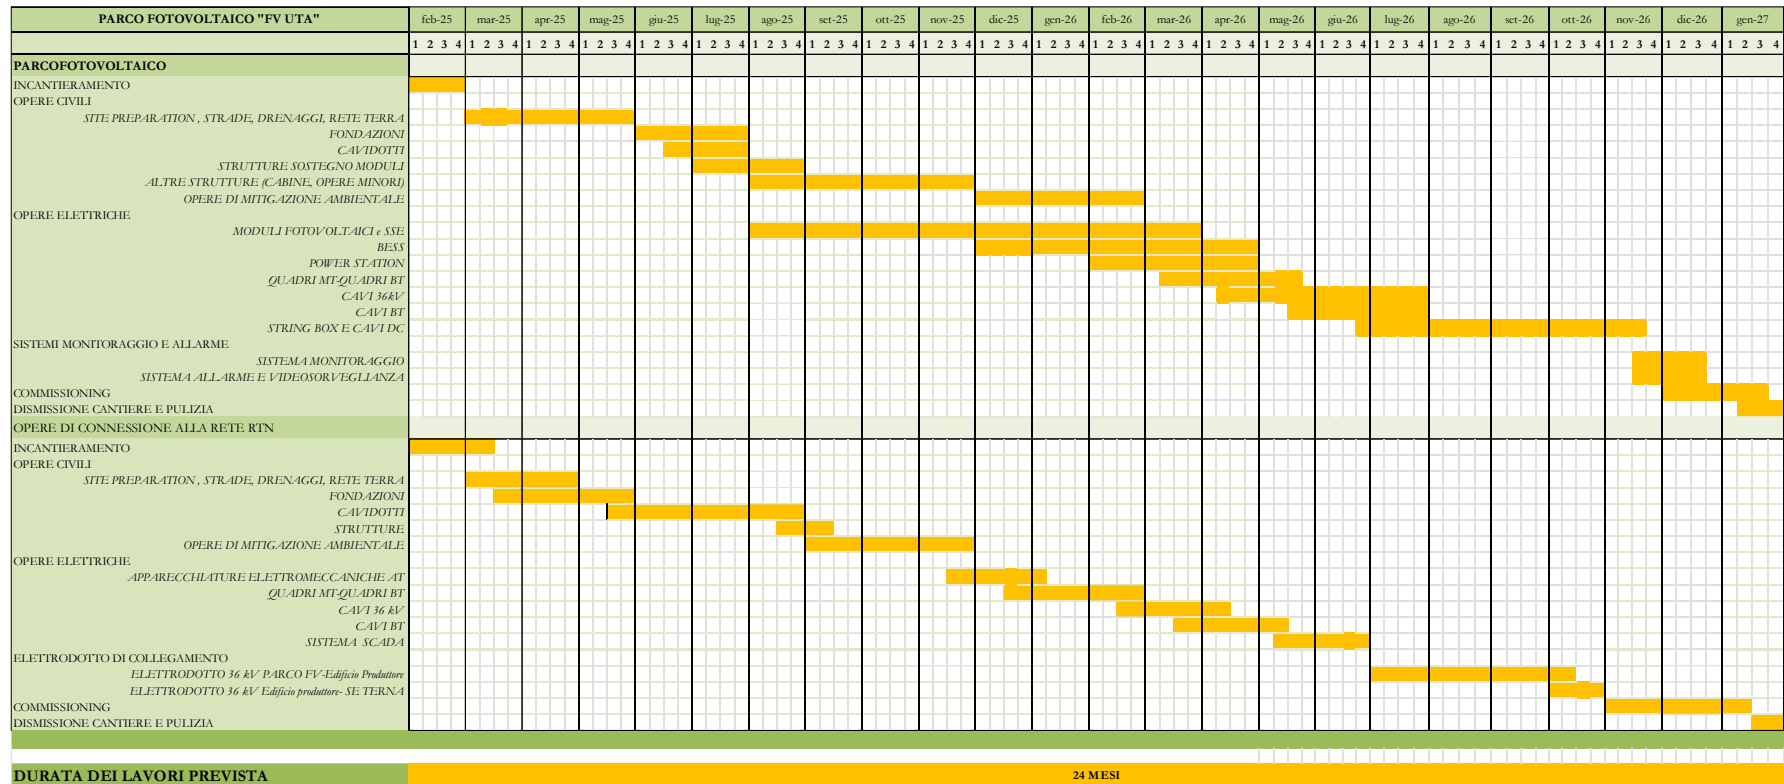 PARCO FOTOVOLTAICO "FV UTA" feb-25 mar-25 apr-25 mag-25 giu-25 lug-25 ago-25 set-25 ott-25 nov-25 dic-25 gen-26 feb-26 mar-26 apr-26 mag-26 giu-26 lug-26 ago-26 set-26 ott-26 nov-26 dic-26 gen-27
1 2 3 4 1 2 3 4 1 2 3 4 1 2 3 4 1 2 3 4 1 2 3 4 1 2 3 4 1 2 3 4 1 2 3 4 1 2 3 4 1 2 3 4 1 2 3 4 1 2 3 4 1 2 3 4 1 2 3 4 1 2 3 4 1 2 3 4 1 2 3 4 1 2 3 4 1 2 3 4 1 2 3 4 1 2 3 4 1 2 3 4 1 2 3 4
PARCOFOTOVOLTAICO
INCANTIERAMENTO
OPERE CIVILI
SITE PREPARATION , STRADE, DRENAGGI, RETE TERRA
FONDAZIONI
CAVIDOTTI
STRUTTURE SOSTEGNO MODULI
ALTRE STRUTTURE (CABINE, OPERE MINORI)
OPERE DI MITIGAZIONE AMBIENTALE
OPERE ELETTRICHE
MODULI FOTOVOLTAICI e SSE
BESS
POWER STATION
QUADRI MT-QUADRI BT
CAVI 36kV
CAVI BT
STRING BOX E CAVI DC
SISTEMI MONITORAGGIO E ALLARME
SISTEMA MONITORAGGIO
SISTEMA ALLARME E VIDEOSORVEGLIANZA
COMMISSIONING
DISMISSIONE CANTIERE E PULIZIA
OPERE DI CONNESSIONE ALLA RETE RTN
INCANTIERAMENTO
OPERE CIVILI
SITE PREPARATION , STRADE, DRENAGGI, RETE TERRA
FONDAZIONI
CAVIDOTTI
STRUTTURE
OPERE DI MITIGAZIONE AMBIENTALE
OPERE ELETTRICHE
APPARECCHIATURE ELETTROMECCANICHE AT
QUADRI MT-QUADRI BT
CAVI 36 kV
CAVI BT
SISTEMA SCADA
ELETTRODOTTO DI COLLEGAMENTO
ELETTRODOTTO 36 kV PARCO FV-Edificio Produttore
ELETTRODOTTO 36 kV Edificio produttore- SE TERNA
COMMISSIONING
DISMISSIONE CANTIERE E PULIZIA
DURATA DEI LAVORI PREVISTA 24 MESI